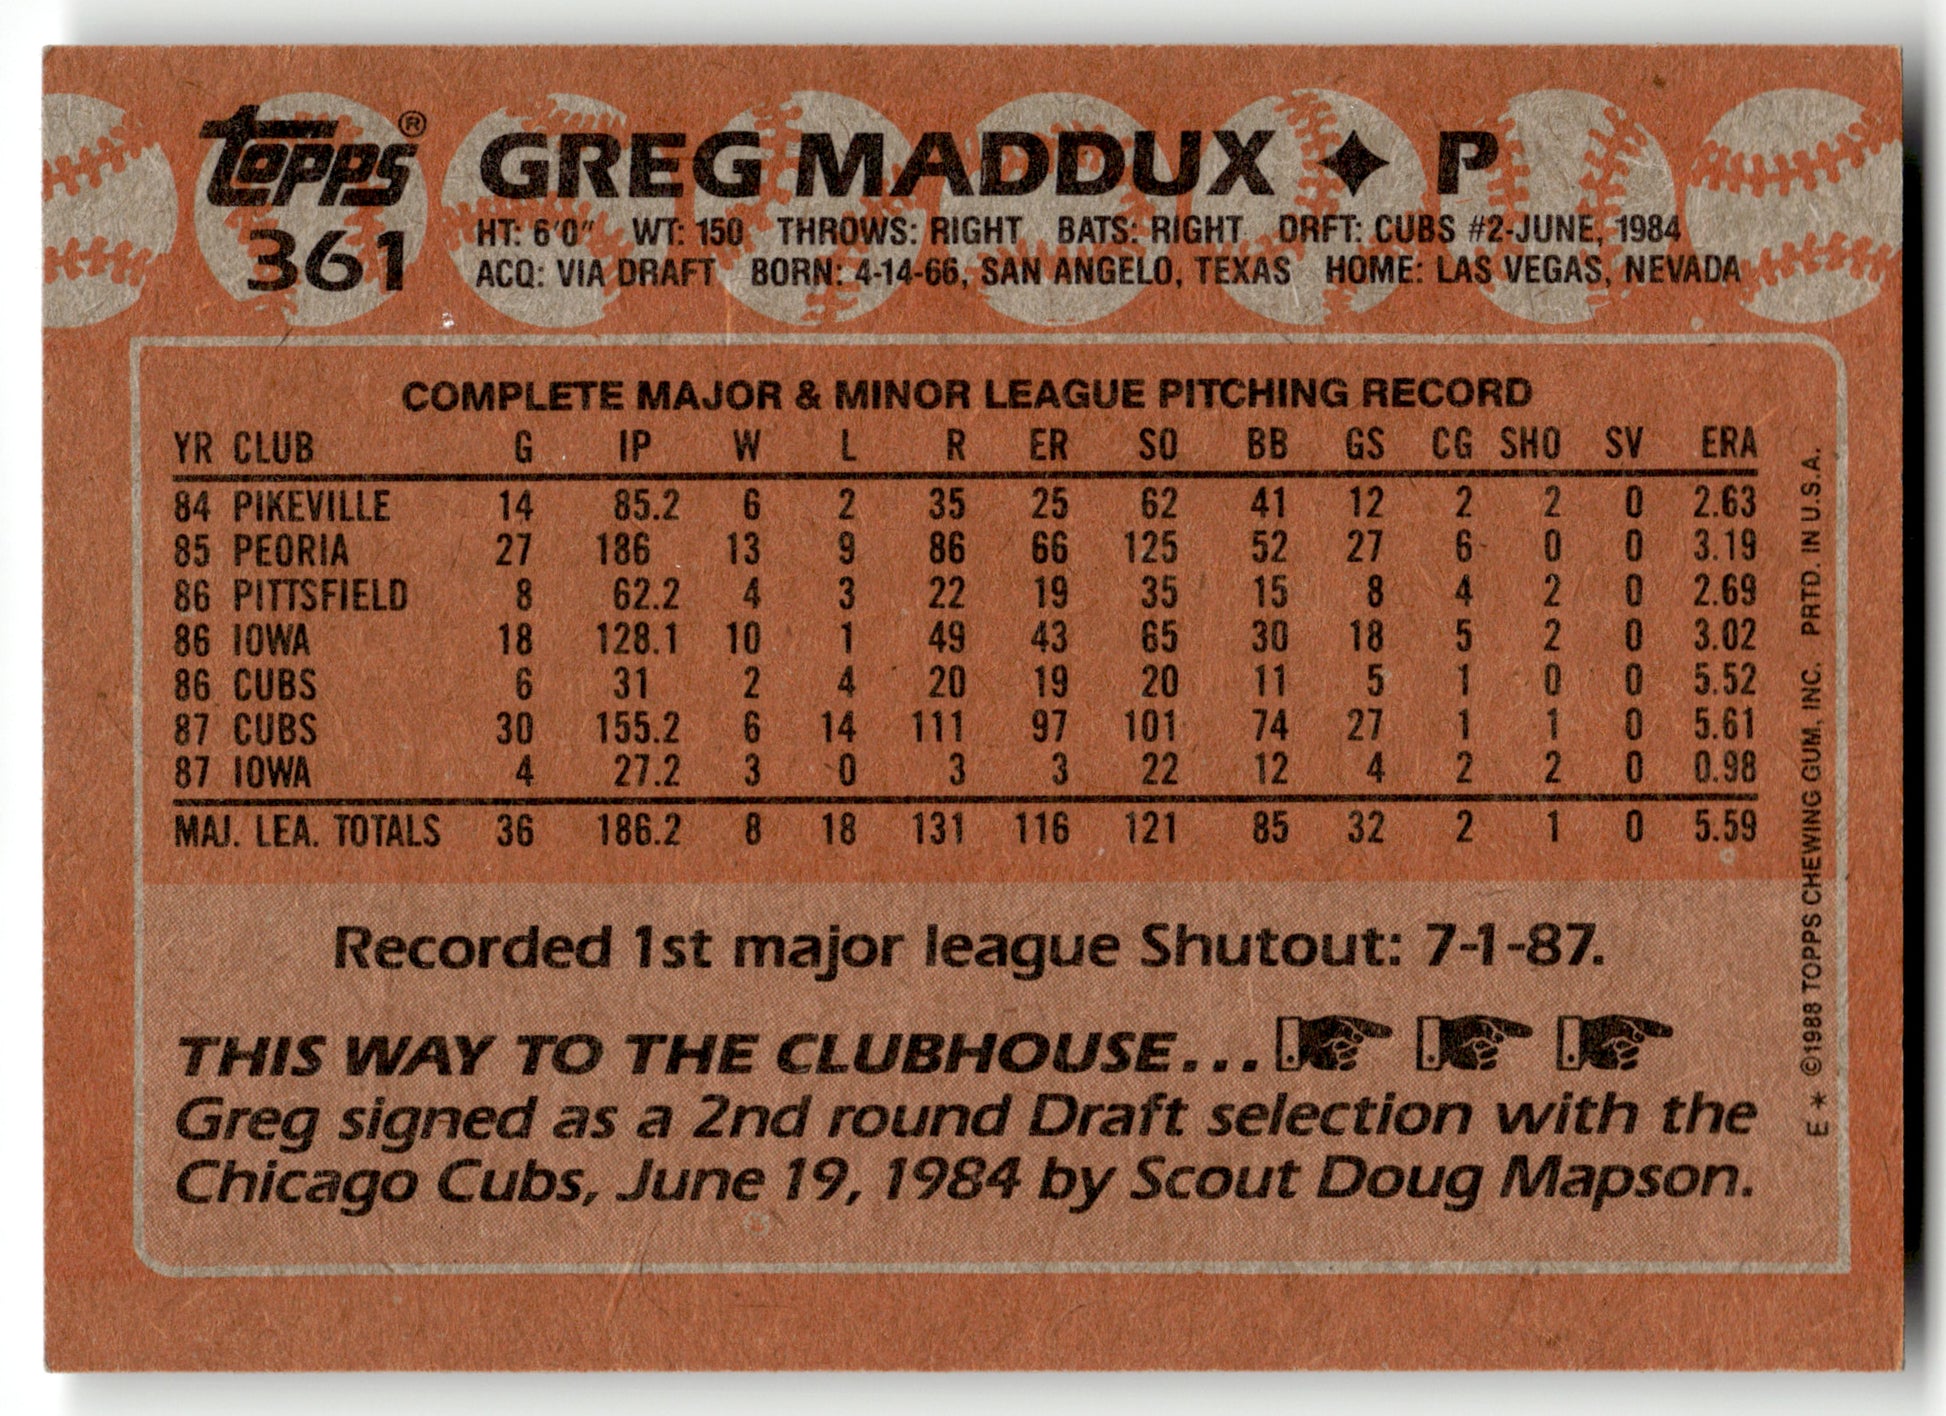 topps®
361
GREG MADDUX ✦ P
HT: 6'0" WT: 150 THROWS: RIGHT BATS: RIGHT DRFT: CUBS #2-JUNE, 1984
ACQ: VIA DRAFT BORN: 4-14-66, SAN ANGELO, TEXAS HOME: LAS VEGAS, NEVADA
COMPLETE MAJOR & MINOR LEAGUE PITCHING RECORD
YR CLUB G IP W L R ER SO BB GS CG SHO SV ERA
84 PIKEVILLE 14 85.2 6 2 35 25 62 41 12 2 2 0 2.63
85 PEORIA 27 186 13 9 86 66 125 52 27 6 0 0 3.19
86 PITTSFIELD 8 62.2 4 3 22 19 35 15 8 4 2 0 2.69
86 IOWA 18 128.1 10 1 49 43 65 30 18 5 2 0 3.02
86 CUBS 6 31 2 4 20 19 20 11 5 1 0 0 5.52
87 CUBS 30 155.2 6 14 111 97 101 74 27 1 1 0 5.61
87 IOWA 4 27.2 3 0 3 3 22 12 4 2 2 0 0.98
MAJ. LEA. TOTALS 36 186.2 8 18 131 116 121 85 32 2 1 0 5.59
Recorded 1st major league Shutout: 7-1-87.
THIS WAY TO THE CLUBHOUSE...
Greg signed as a 2nd round Draft selection with the
Chicago Cubs, June 19, 1984 by Scout Doug Mapson.
E* ©1988 TOPPS CHEWING GUM, INC. PRTD. IN U.S.A.